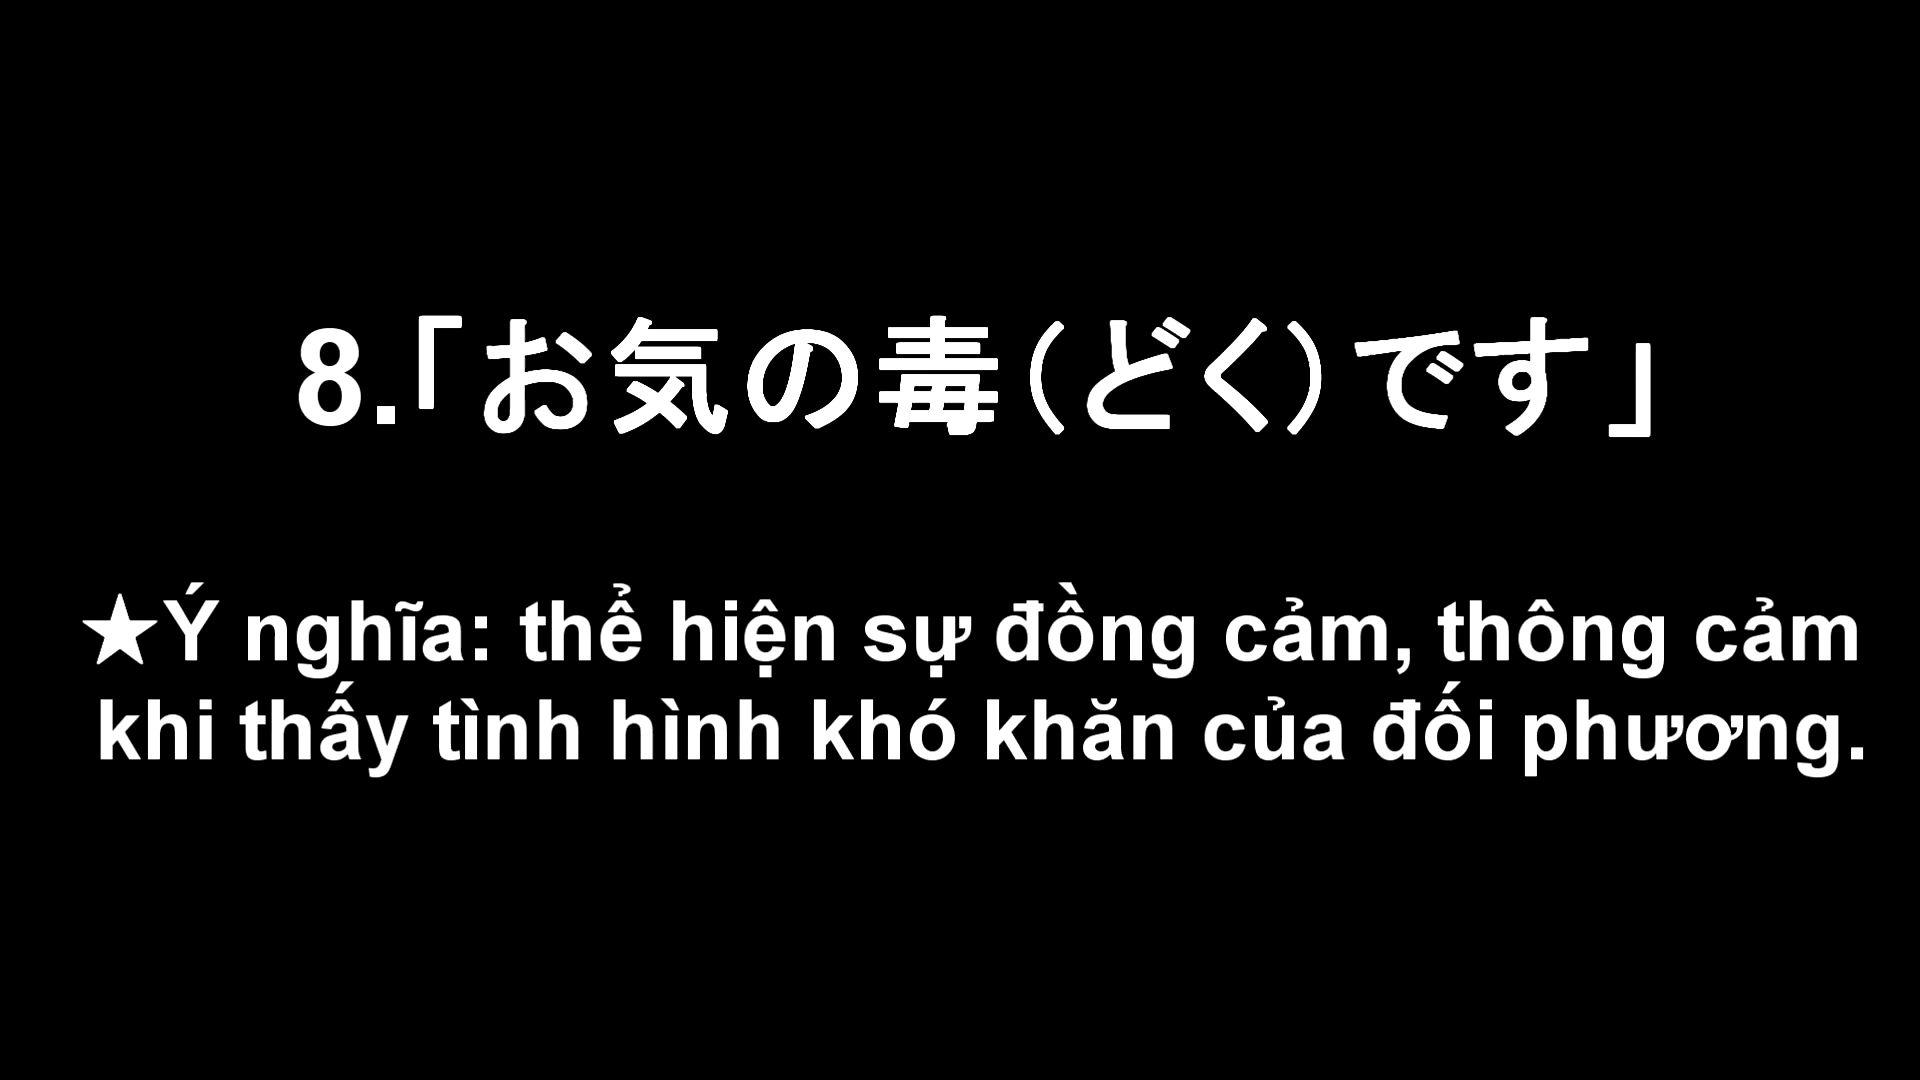 8.「お気の毒（どく）です」
★Ý nghĩa: thể hiện sự đồng cảm, thông cảm
khi thấy tình hình khó khăn của đối phương.